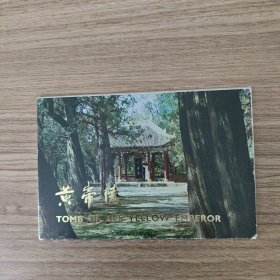 黄帝陵
TOMB OF THE YELLOW EMPEROR